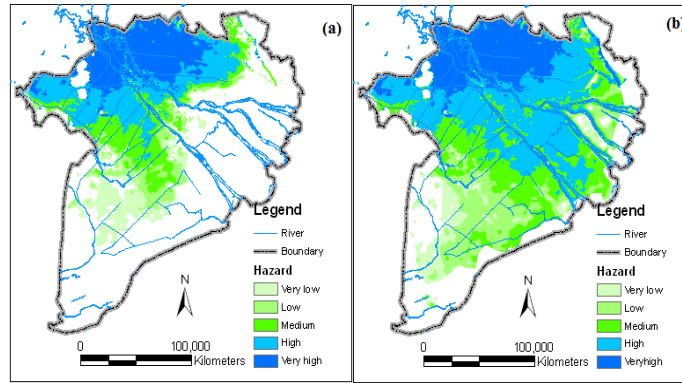 (a)
Legend
River
Boundary
Hazard
Very low
Low
Medium
High
Very high
N
0 100,000
Kilometers
(b)
Legend
River
Boundary
Hazard
Very low
Low
Medium
High
Veryhigh
N
0 100,000
Kilometers